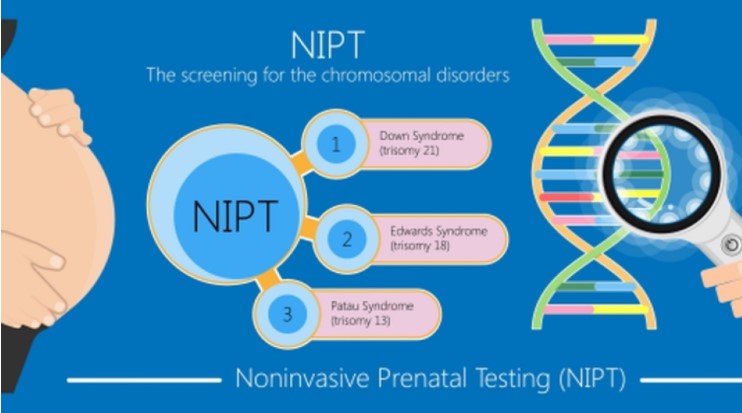 NIPT
The screening for the chromosomal disorders
NIPT
1
Down Syndrome
(trisomy 21)
2
Edwards Syndrome
(trisomy 18)
3
Patau Syndrome
(trisomy 13)
Noninvasive Prenatal Testing (NIPT)